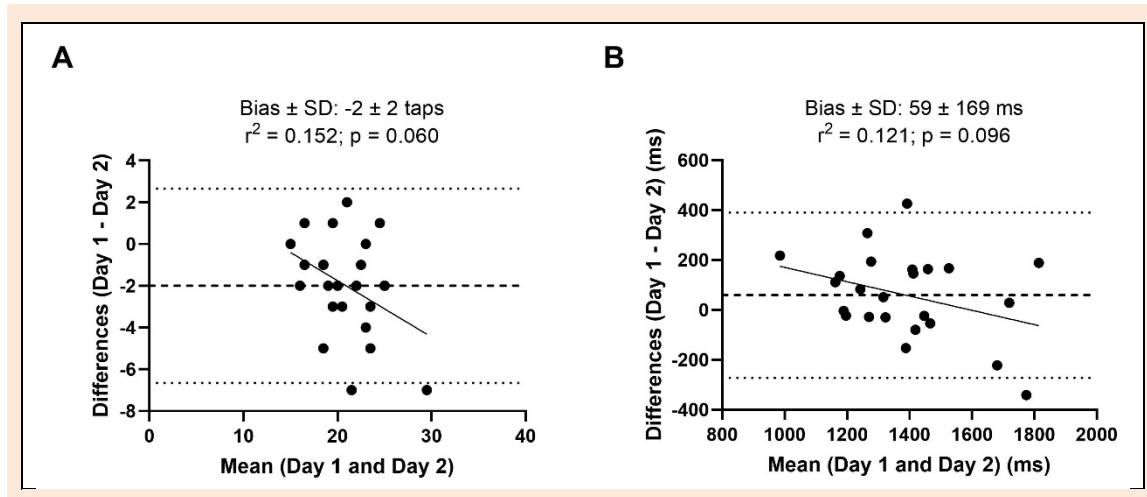 A
Bias ± SD: -2 ± 2 taps
r² = 0.152; p = 0.060
Differences (Day 1 - Day 2)
4
2
0
-2
-4
-6
-8
0
10
20
30
40
Mean (Day 1 and Day 2)
B
Bias ± SD: 59 ± 169 ms
r² = 0.121; p = 0.096
Differences (Day 1 - Day 2) (ms)
600
400
200
0
-200
-400
800
1000
1200
1400
1600
1800
2000
Mean (Day 1 and Day 2) (ms)